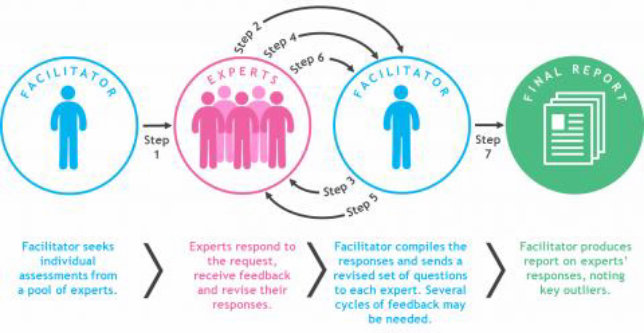 Step 2
Step 4
Step 6
FACILITATOR
EXPERTS
FACILITATOR
FINAL REPORT
Step
1
Step
7
Step 3
Step 5
Facilitator seeks
individual
assessments from
a pool of experts.
Experts respond to
the request,
receive feedback
and revise their
responses.
Facilitator compiles the
responses and sends a
revised set of questions
to each expert. Several
cycles of feedback may
be needed.
Facilitator produces
report on experts'
responses, noting
key outliers.